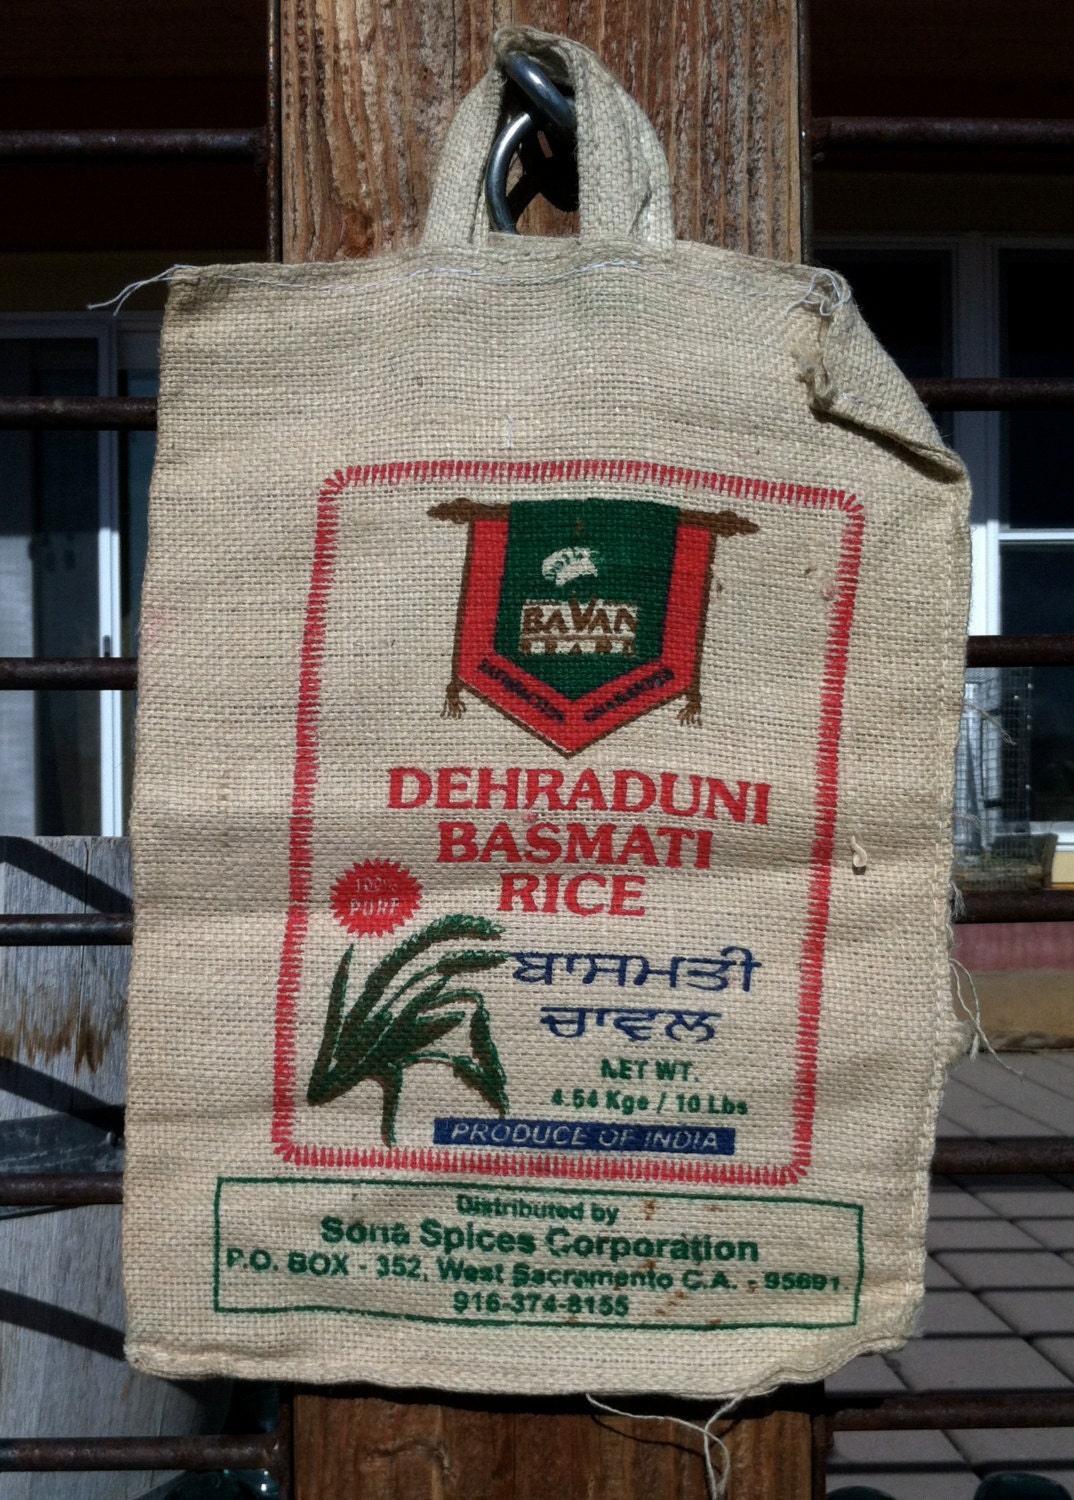 BAVAN
DEHRADUNI
BASMATI
RICE
100%
PURE
ਬਾਸਮਤੀ
ਚਾਵਲ
NET WT.
4.54 Kgs / 10 Lbs
PRODUCE OF INDIA
Distributed by
Sona Spices Corporation
P.O. BOX - 352, West Sacramento C.A. - 95691.
916-374-8155